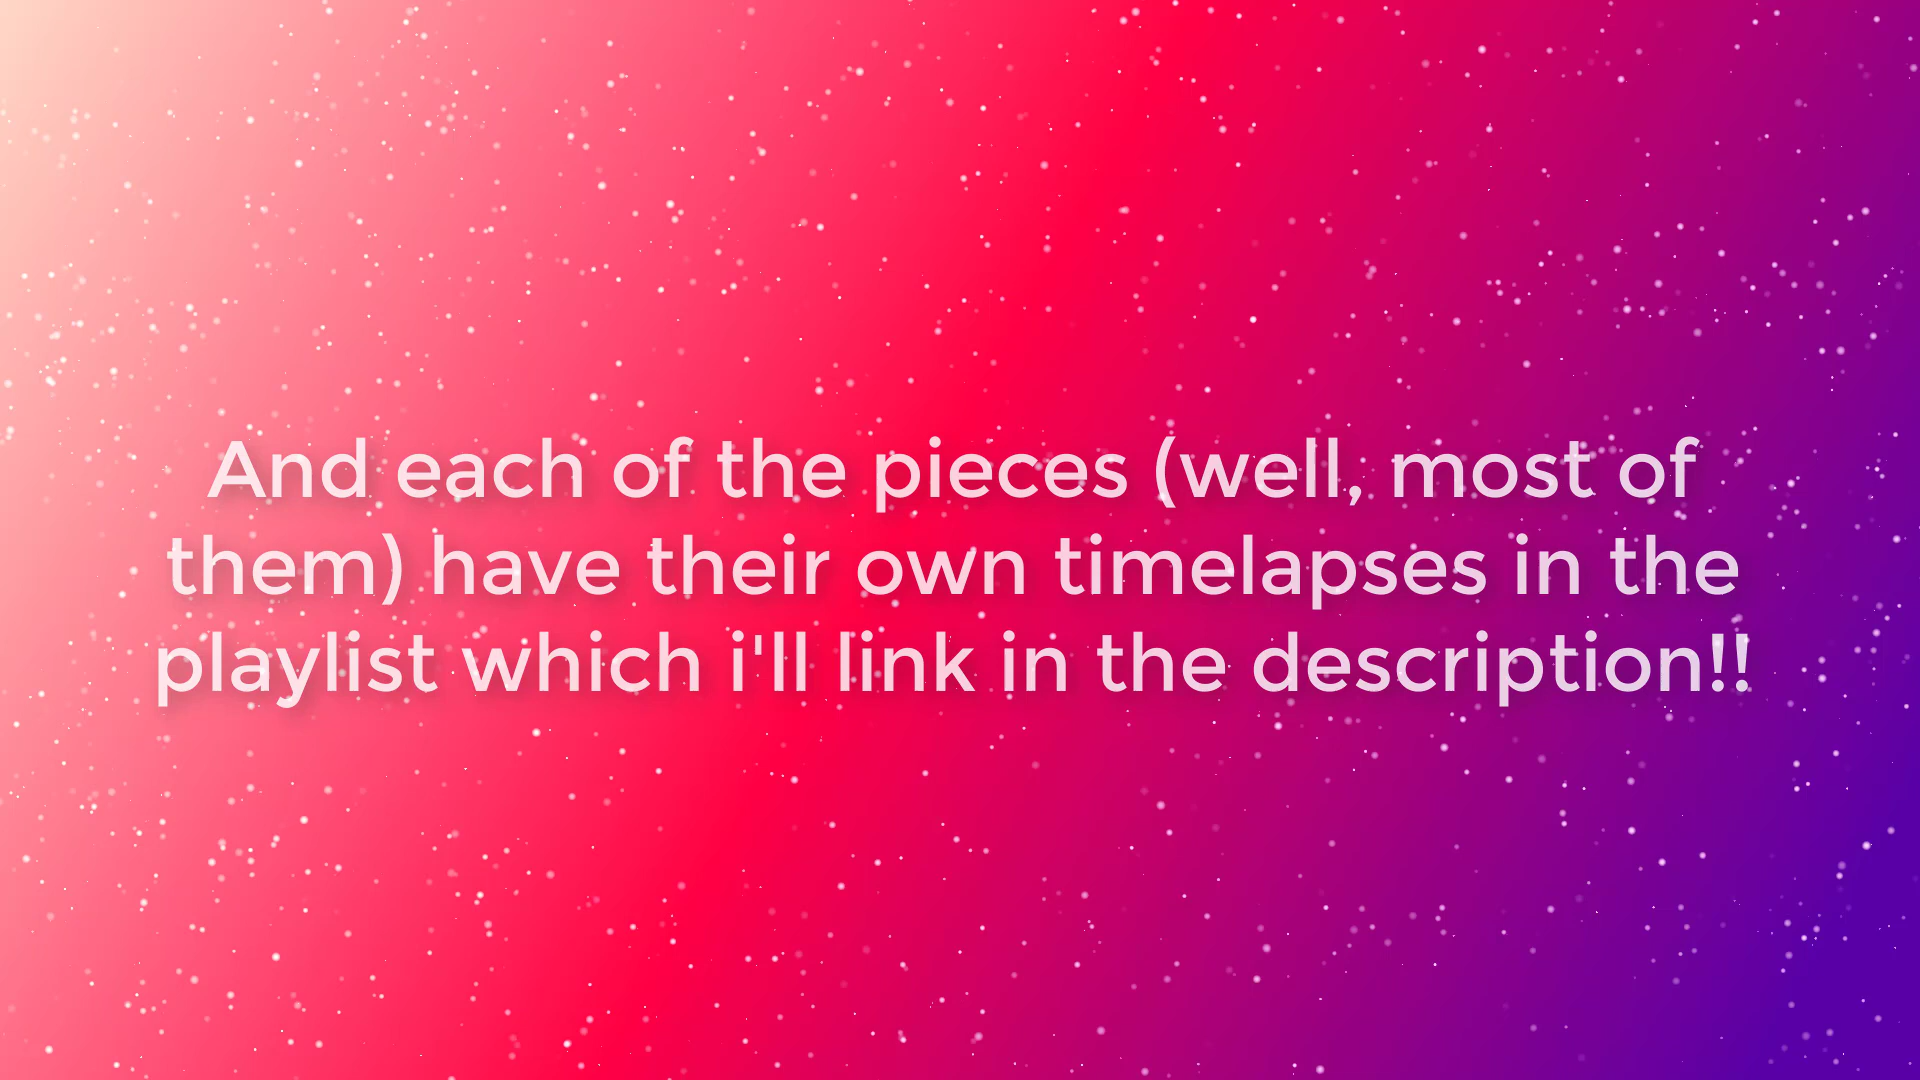 And each of the pieces (well, most of
them) have their own timelapses in the
playlist which i'll link in the description!!